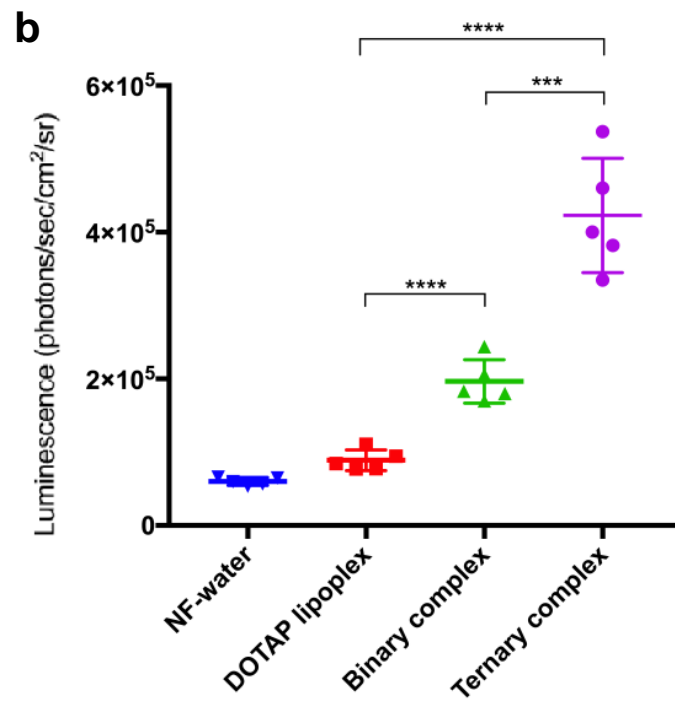 b
****
***
6×10⁵
4×10⁵
****
2×10⁵
0
Luminescence (photons/sec/cm²/sr)
NF-water
DOTAP lipoplex
Binary complex
Ternary complex